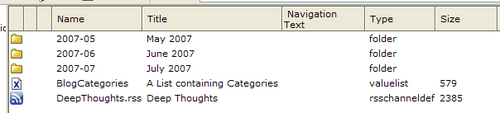 Name Title Navigation Text Type Size
2007-05 May 2007 folder
2007-06 June 2007 folder
2007-07 July 2007 folder
BlogCategories A List containing Categories valuelist 579
DeepThoughts.rss Deep Thoughts rsschanneldef 2385